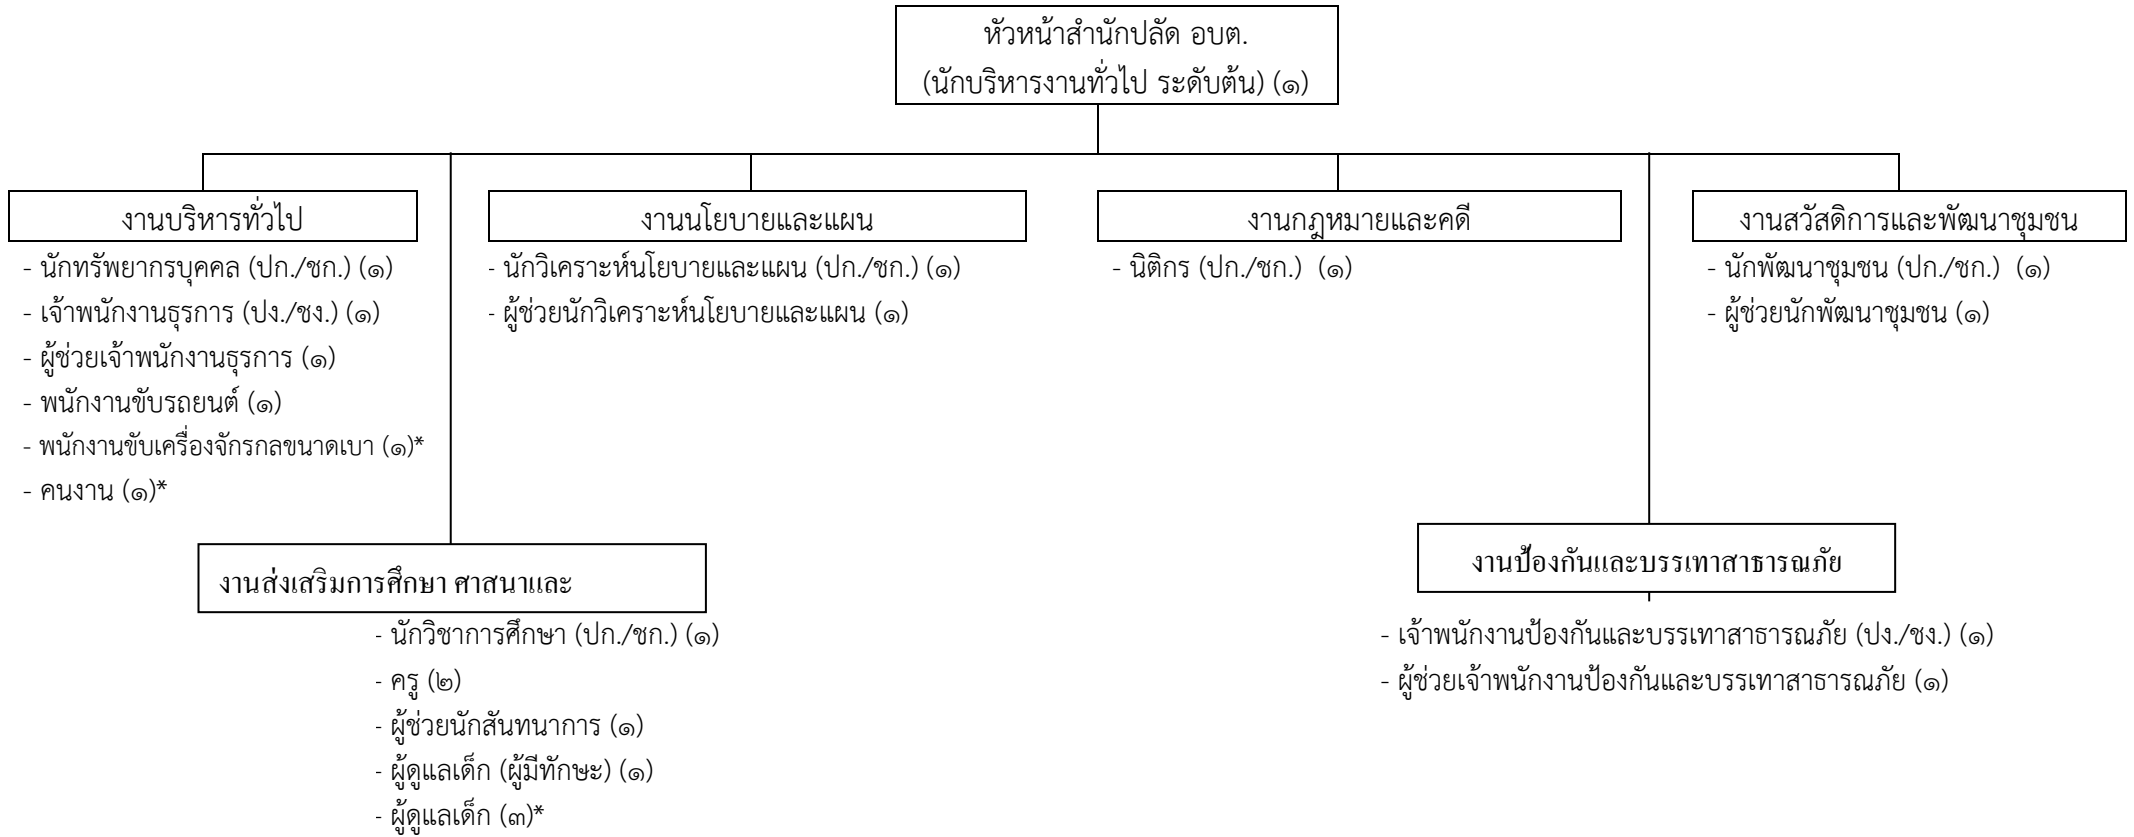 หัวหน้าสำนักปลัด อบต.
(นักบริหารงานทั่วไป ระดับต้น) (๑)
งานบริหารทั่วไป
- นักทรัพยากรบุคคล (ปก./ชก.) (๑)
- เจ้าพนักงานธุรการ (ปง./ชง.) (๑)
- ผู้ช่วยเจ้าพนักงานธุรการ (๑)
- พนักงานขับรถยนต์ (๑)
- พนักงานขับเครื่องจักรกลขนาดเบา (๑)*
- คนงาน (๑)*
งานนโยบายและแผน
- นักวิเคราะห์นโยบายและแผน (ปก./ชก.) (๑)
- ผู้ช่วยนักวิเคราะห์นโยบายและแผน (๑)
งานกฎหมายและคดี
- นิติกร (ปก./ชก.) (๑)
งานสวัสดิการและพัฒนาชุมชน
- นักพัฒนาชุมชน (ปก./ชก.) (๑)
- ผู้ช่วยนักพัฒนาชุมชน (๑)
งานส่งเสริมการศึกษา ศาสนาและ
- นักวิชาการศึกษา (ปก./ชก.) (๑)
- ครู (๒)
- ผู้ช่วยนักสันทนาการ (๑)
- ผู้ดูแลเด็ก (ผู้มีทักษะ) (๑)
- ผู้ดูแลเด็ก (๓)*
งานป้องกันและบรรเทาสาธารณภัย
- เจ้าพนักงานป้องกันและบรรเทาสาธารณภัย (ปง./ชง.) (๑)
- ผู้ช่วยเจ้าพนักงานป้องกันและบรรเทาสาธารณภัย (๑)